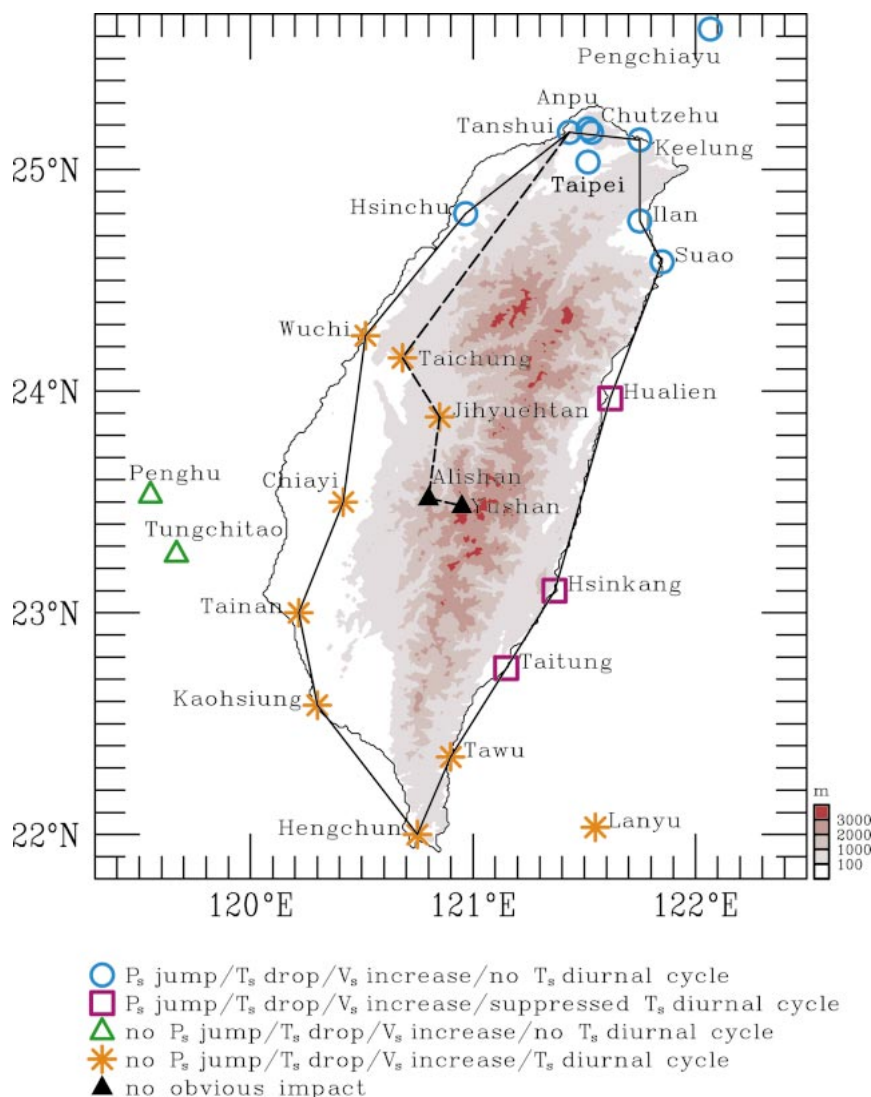 Pengchiayu
Anpu
Chutzehu
Tanshui
Keelung
25°N
Taipei
Hsinchu
Ilan
Suao
Wuchi
Taichung
24°N
Hualien
Jihyuehtan
Penghu
Alishan
Chiayi
Yushan
Tungchitao
Hsinkang
23°N
Tainan
Taitung
Kaohsiung
Tawu
m
Lanyu
3000
22°N
Hengchun
2000
1000
100
120°E 121°E 122°E
Pₛ jump/Tₛ drop/Vₛ increase/no Tₛ diurnal cycle
Pₛ jump/Tₛ drop/Vₛ increase/suppressed Tₛ diurnal cycle
no Pₛ jump/Tₛ drop/Vₛ increase/no Tₛ diurnal cycle
no Pₛ jump/Tₛ drop/Vₛ increase/Tₛ diurnal cycle
no obvious impact